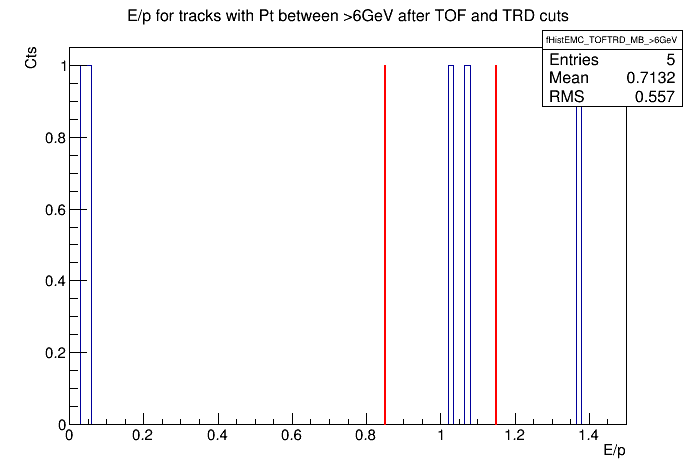 E/p for tracks with Pt between >6GeV after TOF and TRD cuts
fHistEMC_TOFTRD_MB_>6GeV
Entries 5
Mean 0.7132
RMS 0.557
Cts
1
0.8
0.6
0.4
0.2
0
0 0.2 0.4 0.6 0.8 1 1.2 1.4
E/p